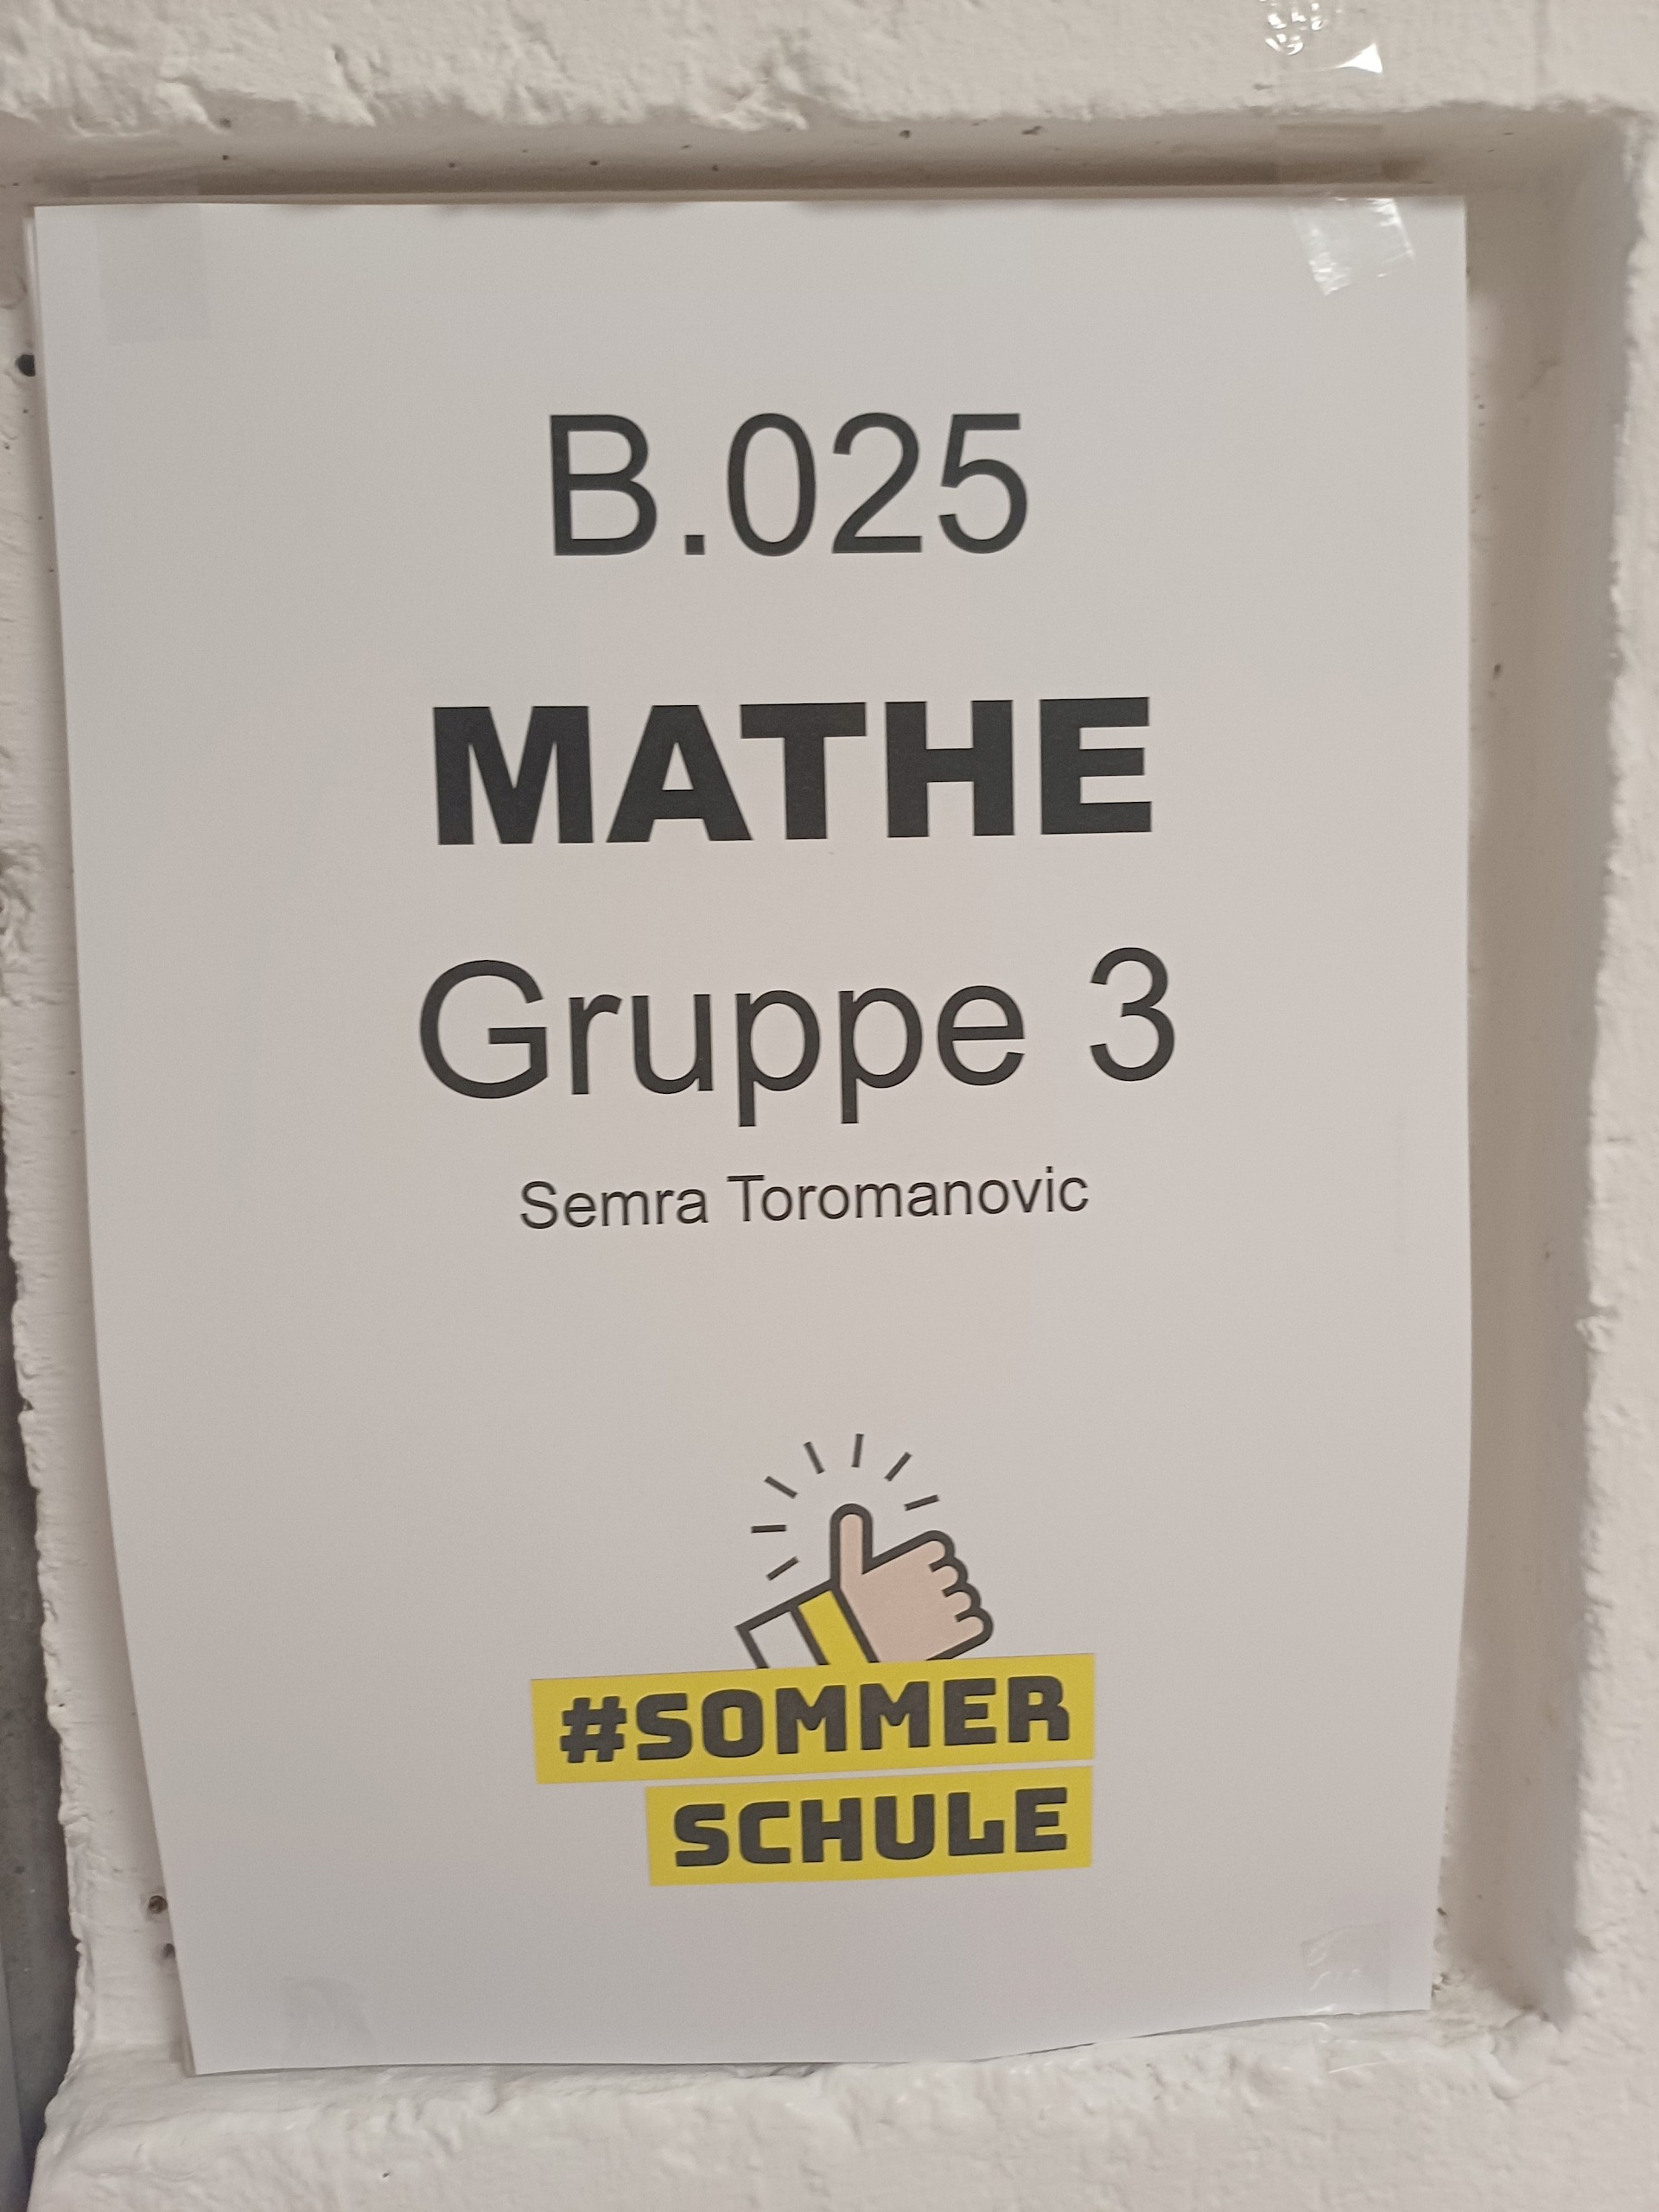 B.025
MATHE
Gruppe 3
Semra Toromanovic
#SOMMER
SCHULE